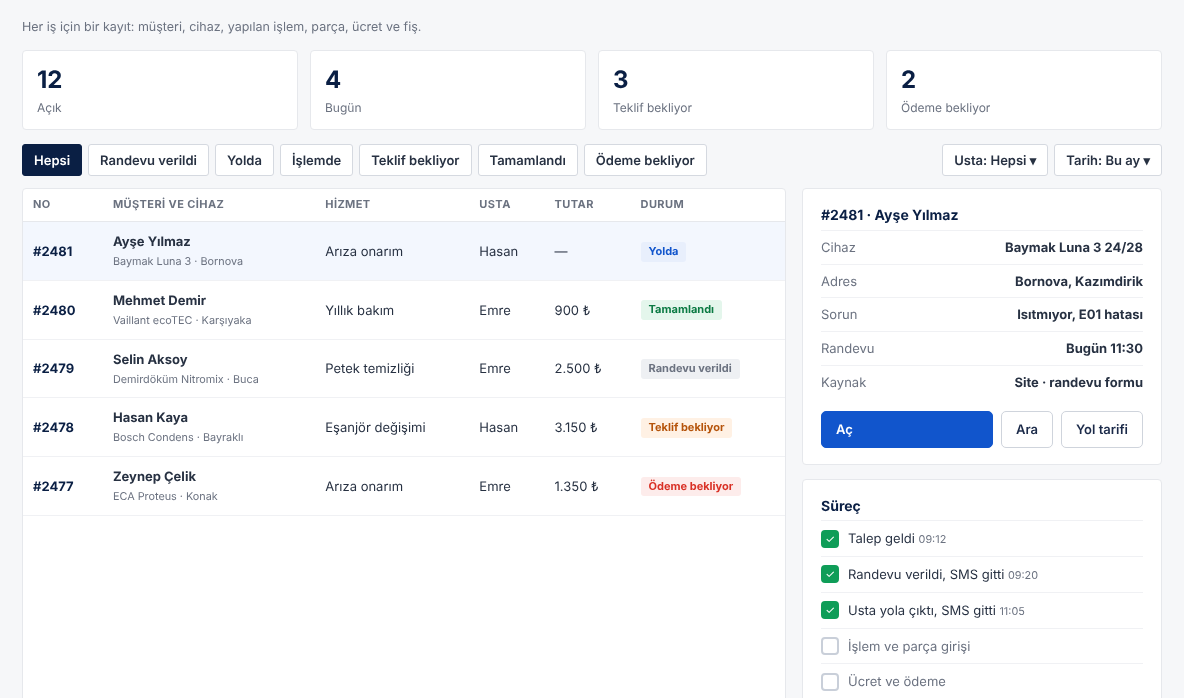 Her iş için bir kayıt: müşteri, cihaz, yapılan işlem, parça, ücret ve fiş.
12
Açık
4
Bugün
3
Teklif bekliyor
2
Ödeme bekliyor
Hepsi
Randevu verildi
Yolda
İşlemde
Teklif bekliyor
Tamamlandı
Ödeme bekliyor
Usta: Hepsi ▾
Tarih: Bu ay ▾
NO MÜŞTERİ VE CİHAZ HİZMET USTA TUTAR DURUM
#2481 Ayşe Yılmaz Arıza onarım Hasan — Yolda
Baymak Luna 3 · Bornova
#2480 Mehmet Demir Yıllık bakım Emre 900 ₺ Tamamlandı
Vaillant ecoTEC · Karşıyaka
#2479 Selin Aksoy Petek temizliği Emre 2.500 ₺ Randevu verildi
Demirdöküm Nitromix · Buca
#2478 Hasan Kaya Eşanjör değişimi Hasan 3.150 ₺ Teklif bekliyor
Bosch Condens · Bayraklı
#2477 Zeynep Çelik Arıza onarım Emre 1.350 ₺ Ödeme bekliyor
ECA Proteus · Konak
#2481 · Ayşe Yılmaz
Cihaz Baymak Luna 3 24/28
Adres Bornova, Kazımdirik
Sorun Isıtmıyor, E01 hatası
Randevu Bugün 11:30
Kaynak Site · randevu formu
Aç
Ara
Yol tarifi
Süreç
Talep geldi 09:12
Randevu verildi, SMS gitti 09:20
Usta yola çıktı, SMS gitti 11:05
İşlem ve parça girişi
Ücret ve ödeme